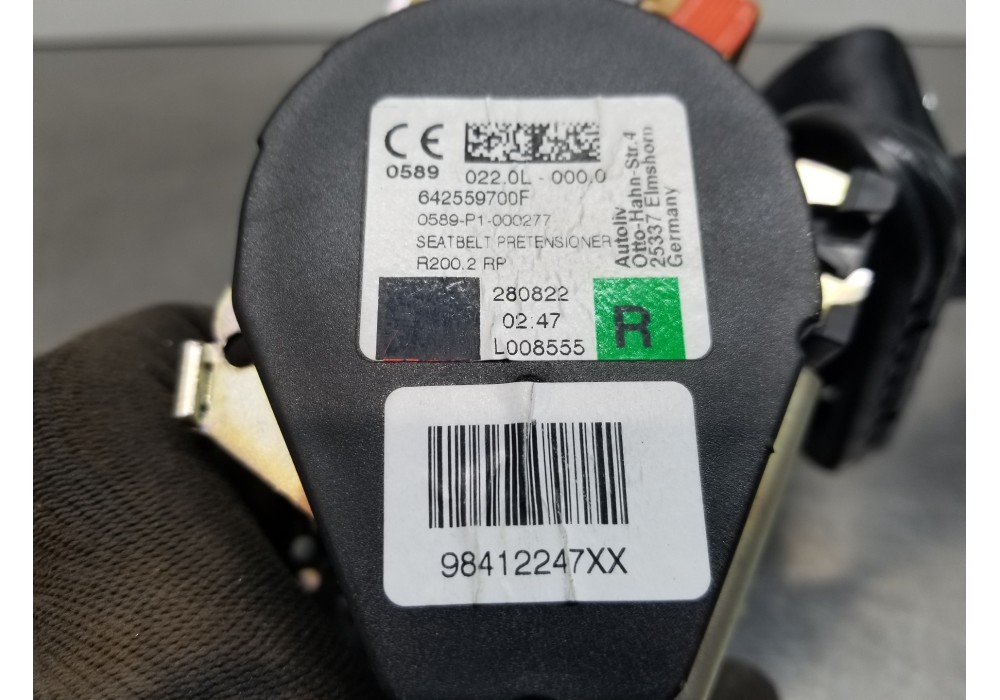 CE
0589
022.0L - 000,0
642559700F
0589-P1-000277
SEATBELT PRETENSIONER
R200.2 RP
Autoliv
Otto-Hahn-Str.4
25337 Elmshorn
Germany
280822
02:47
L008555
R
98412247XX